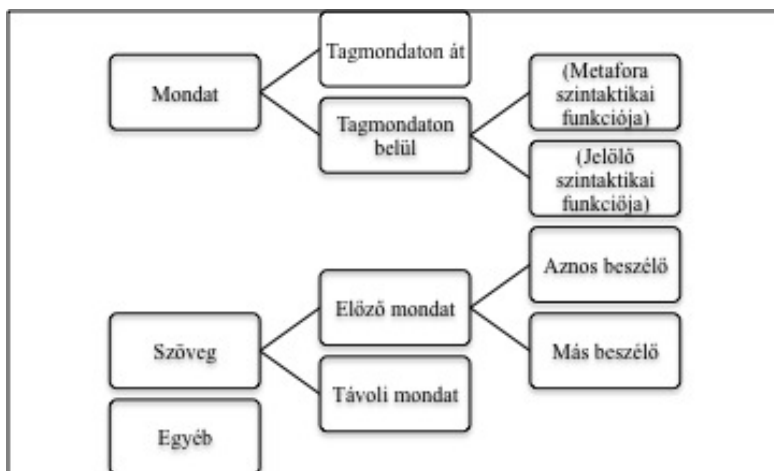 Mondat
Tagmondaton át
Tagmondaton
belül
(Metafora
szintaktikai
funkciója)
(Jelölő
szintaktikai
funkciója)
Szöveg
Előző mondat
Aznos beszélő
Más beszélő
Távoli mondat
Egyéb